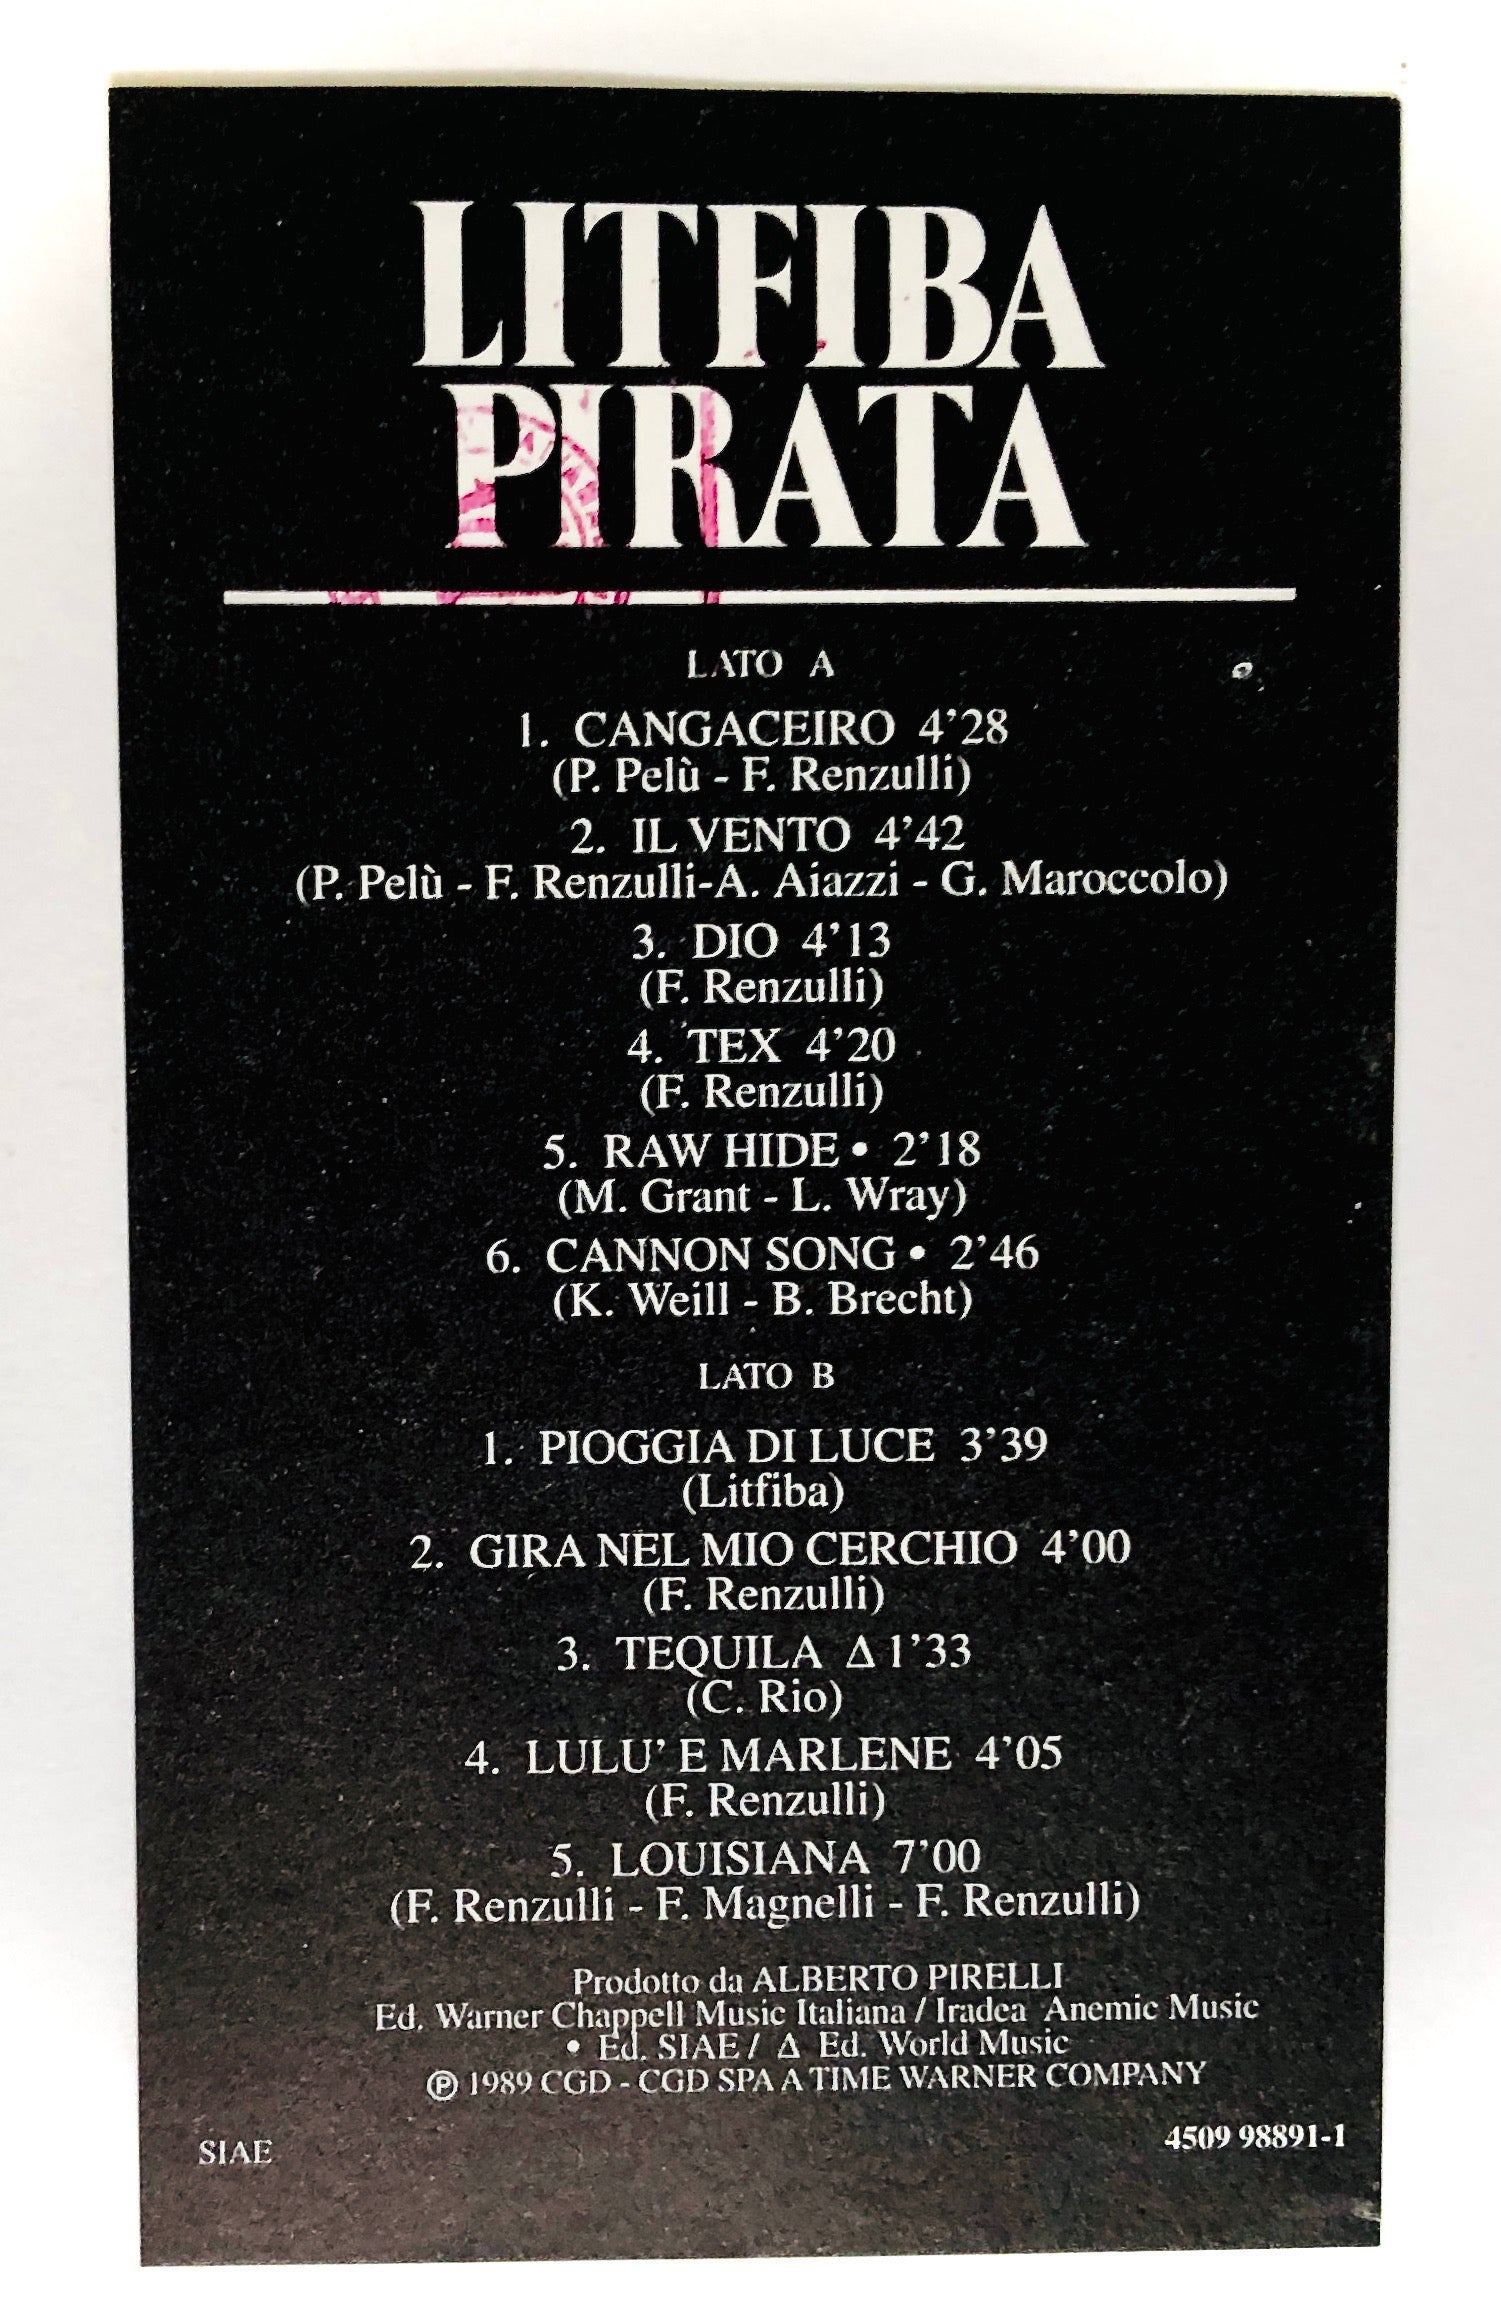 LITFIBA
PIRATA
LATO A
1. CANGACEIRO 4'28
(P. Pelù - F. Renzulli)
2. IL VENTO 4'42
(P. Pelù - F. Renzulli-A. Aiazzi - G. Maroccolo)
3. DIO 4'13
(F. Renzulli)
4. TEX 4'20
(F. Renzulli)
5. RAW HIDE • 2'18
(M. Grant - L. Wray)
6. CANNON SONG • 2'46
(K. Weill - B. Brecht)
LATO B
1. PIOGGIA DI LUCE 3'39
(Litfiba)
2. GIRA NEL MIO CERCHIO 4'00
(F. Renzulli)
3. TEQUILA Δ 1'33
(C. Rio)
4. LULU' E MARLENE 4'05
(F. Renzulli)
5. LOUISIANA 7'00
(F. Renzulli - F. Magnelli - F. Renzulli)
Prodotto da ALBERTO PIRELLI
Ed. Warner Chappell Music Italiana / Iradea Anemic Music
• Ed. SIAE / Δ Ed. World Music
℗ 1989 CGD - CGD SPA A TIME WARNER COMPANY
SIAE
4509 98891-1